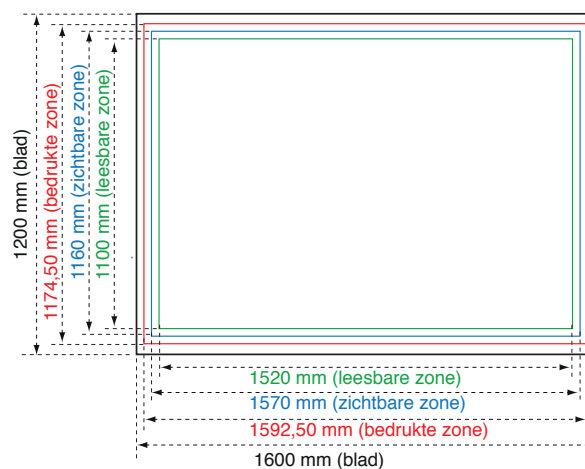 1200 mm (blad)
1174,50 mm (bedrukte zone)
1160 mm (zichtbare zone)
1100 mm (leesbare zone)
1520 mm (leesbare zone)
1570 mm (zichtbare zone)
1592,50 mm (bedrukte zone)
1600 mm (blad)